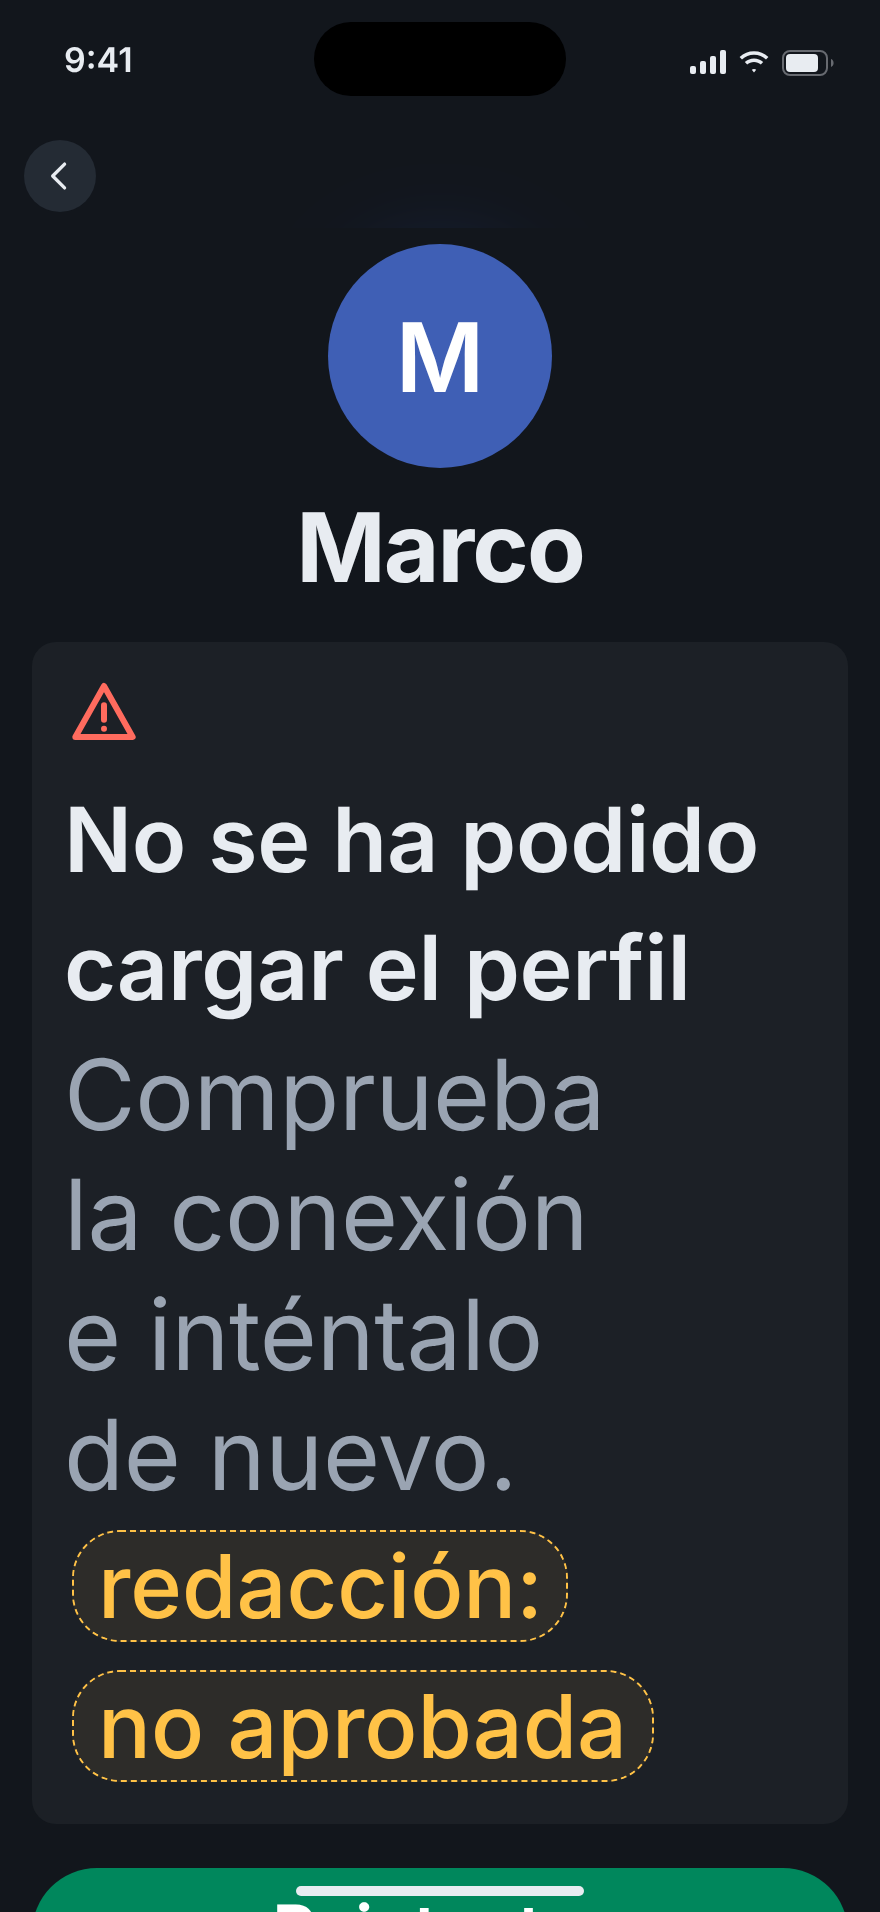 9:41
M
Marco
No se ha podido
cargar el perfil
Comprueba
la conexión
e inténtalo
de nuevo.
redacción:
no aprobada